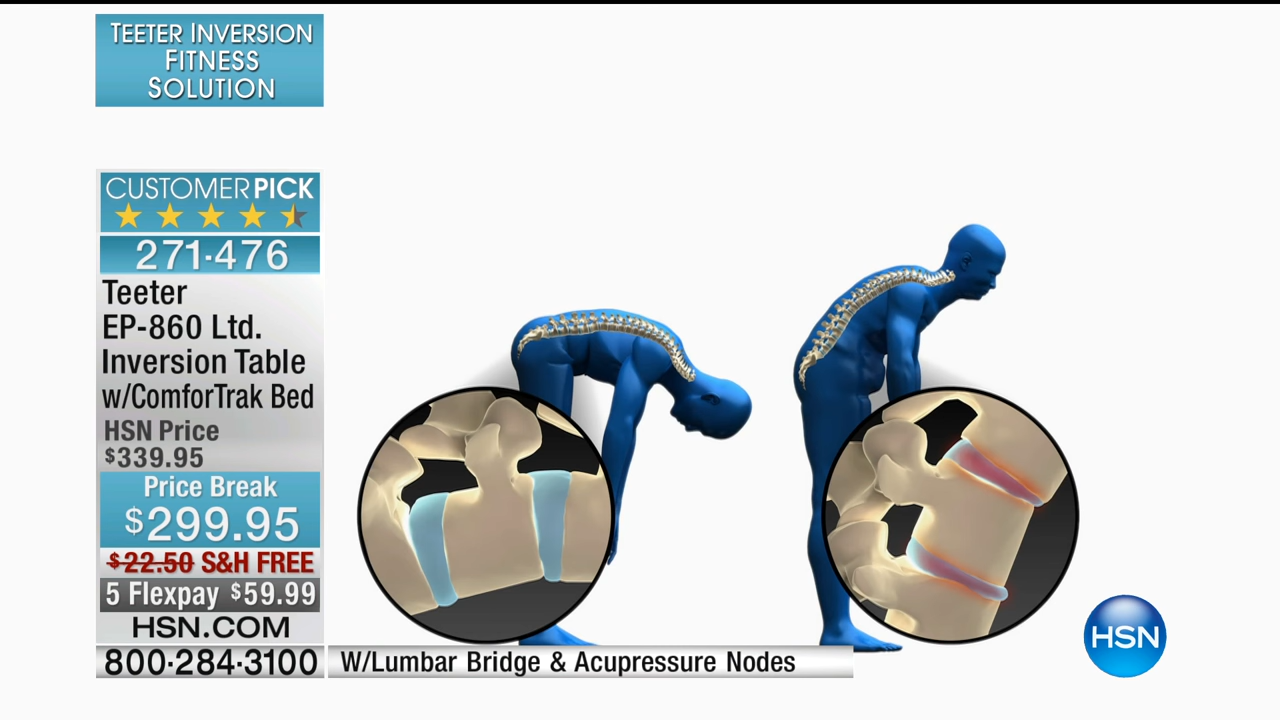 TEETER INVERSION
FITNESS
SOLUTION
CUSTOMER PICK
271·476
Teeter
EP-860 Ltd.
Inversion Table
w/ComforTrak Bed
HSN Price
$339.95
Price Break
$299.95
$22.50 S&H FREE
5 Flexpay $59.99
HSN.COM
800·284·3100
W/Lumbar Bridge & Acupressure Nodes
HSN